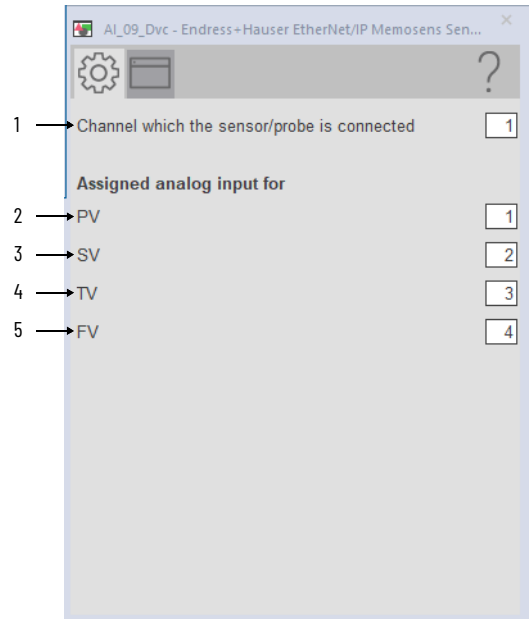 AI_09_Dvc - Endress+Hauser EtherNet/IP Memosens Sen...
?
1 Channel which the sensor/probe is connected 1
Assigned analog input for
2 PV 1
3 SV 2
4 TV 3
5 FV 4